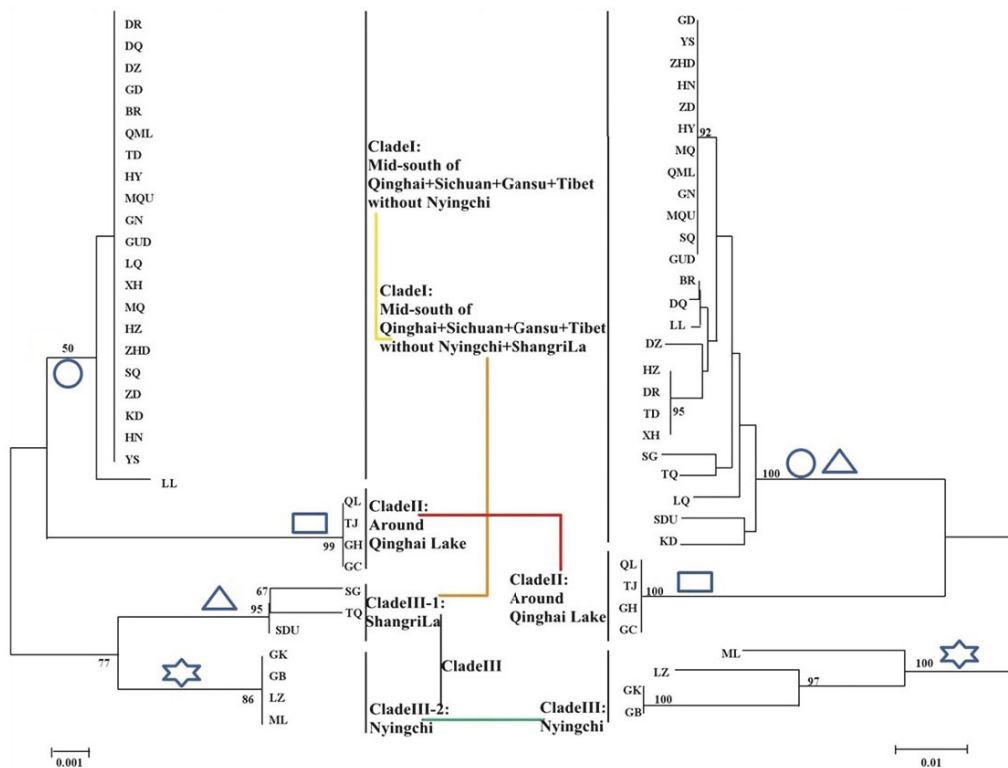 DR
DQ
DZ
GD
BR
QML
TD
HY
MQU
GN
GUD
LQ
XH
MQ
HZ
ZHD
SQ
ZD
KD
HN
YS
LL
50
QL
TJ
GH
GC
99
SG
TQ
SDU
67
95
77
GK
GB
LZ
ML
86
0.001
CladeI:
Mid-south of
Qinghai+Sichuan+Gansu+Tibet
without Nyingchi
CladeI:
Mid-south of
Qinghai+Sichuan+Gansu+Tibet
without Nyingchi+ShangriLa
CladeII:
Around
Qinghai Lake
CladeII:
Around
Qinghai Lake
CladeIII-1:
ShangriLa
CladeIII
CladeIII-2:
Nyingchi
CladeIII:
Nyingchi
GD
YS
ZHD
HN
ZD
HY
MQ
QML
GN
MQU
SQ
GUD
92
BR
DQ
LL
DZ
HZ
DR
TD
XH
95
SG
TQ
LQ
SDU
KD
100
QL
TJ
GH
GC
100
ML
LZ
GK
GB
100
97
100
0.01